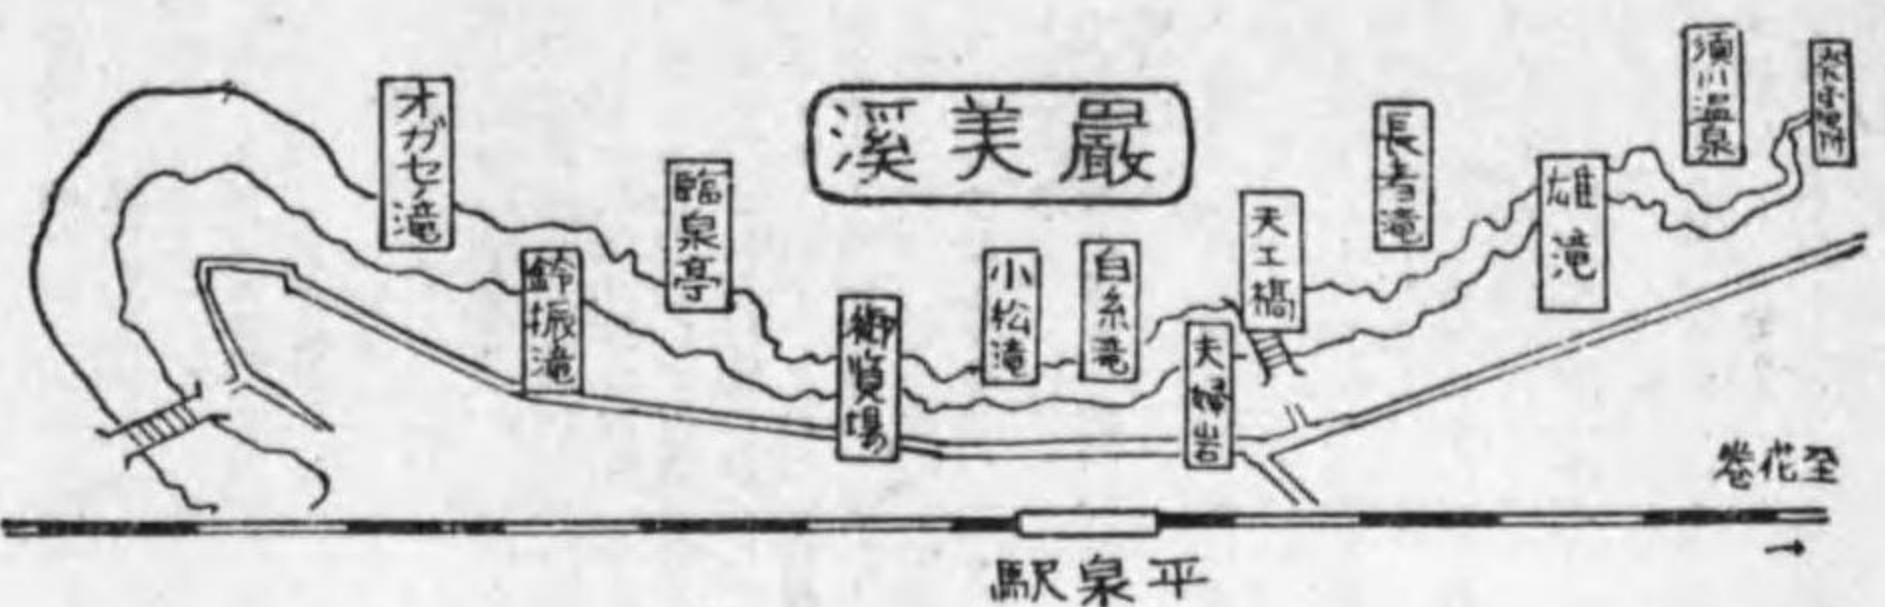 嚴美溪
須川温泉
雄滝
長者滝
天工橋
夫婦岩
白糸滝
小松滝
御覧場
臨泉亭
鈴振滝
オガセノ滝
至花巻
平泉駅